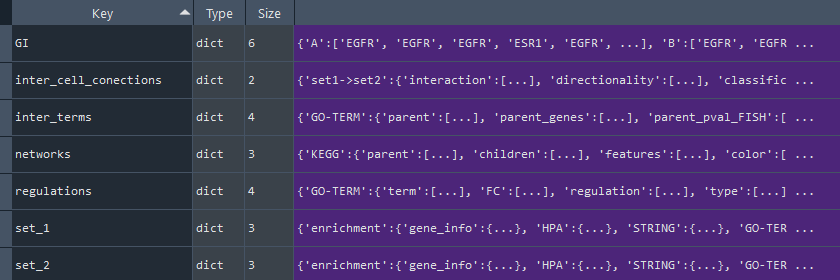 Key Type Size
GI dict 6 {'A':['EGFR', 'EGFR', 'EGFR', 'ESR1', 'EGFR', ...], 'B':['EGFR', 'EGFR ...
inter_cell_conections dict 2 {'set1->set2':{'interaction':[...], 'directionality':[...], 'classific ...
inter_terms dict 4 {'GO-TERM':{'parent':[...], 'parent_genes':[...], 'parent_pval_FISH':[ ...
networks dict 3 {'KEGG':{'parent':[...], 'children':[...], 'features':[...], 'color':[ ...
regulations dict 4 {'GO-TERM':{'term':[...], 'FC':[...], 'regulation':[...], 'type':[...] ...
set_1 dict 3 {'enrichment':{'gene_info':{...}, 'HPA':{...}, 'STRING':{...}, 'GO-TER ...
set_2 dict 3 {'enrichment':{'gene_info':{...}, 'HPA':{...}, 'STRING':{...}, 'GO-TER ...